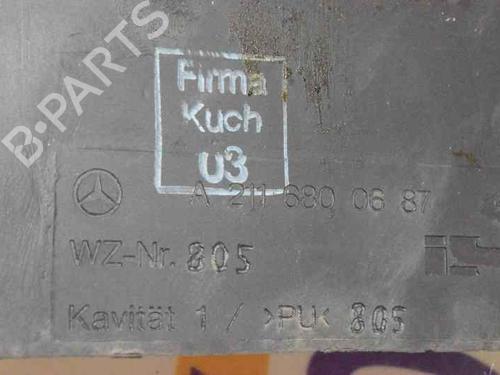 B-PARTS
Firma
Kuch
U3
A 211 680 06 87
WZ-Nr. 805
Kavität 1 / >PU< 805